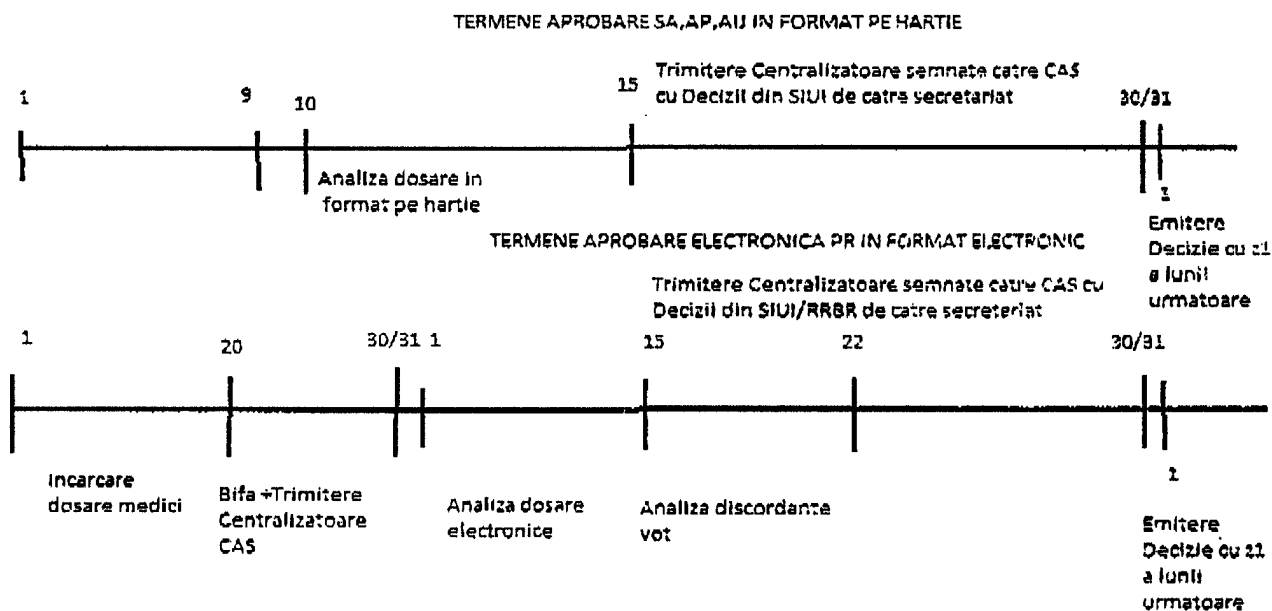 TERMENE APROBARE SA,AP,AIJ IN FORMAT PE HARTIE
Trimitere Centralizatoare semnate catre CAS
cu Decizii din SIUI de catre secretariat
1 9 10 15 30/31
Analiza dosare in
format pe hartie
1
Emitere
Decizie cu z1
a lunii
urmatoare
TERMENE APROBARE ELECTRONICA PR IN FORMAT ELECTRONIC
Trimitere Centralizatoare semnate catre CAS cu
Decizii din SIUI/RRBR de catre secreteriat
1 20 30/31 1 15 22 30/31
Incarcare
dosare medici
Bifa +Trimitere
Centralizatoare
CAS
Analiza dosare
electronice
Analiza discordante
vot
1
Emitere
Decizie cu z1
a lunii
urmatoare